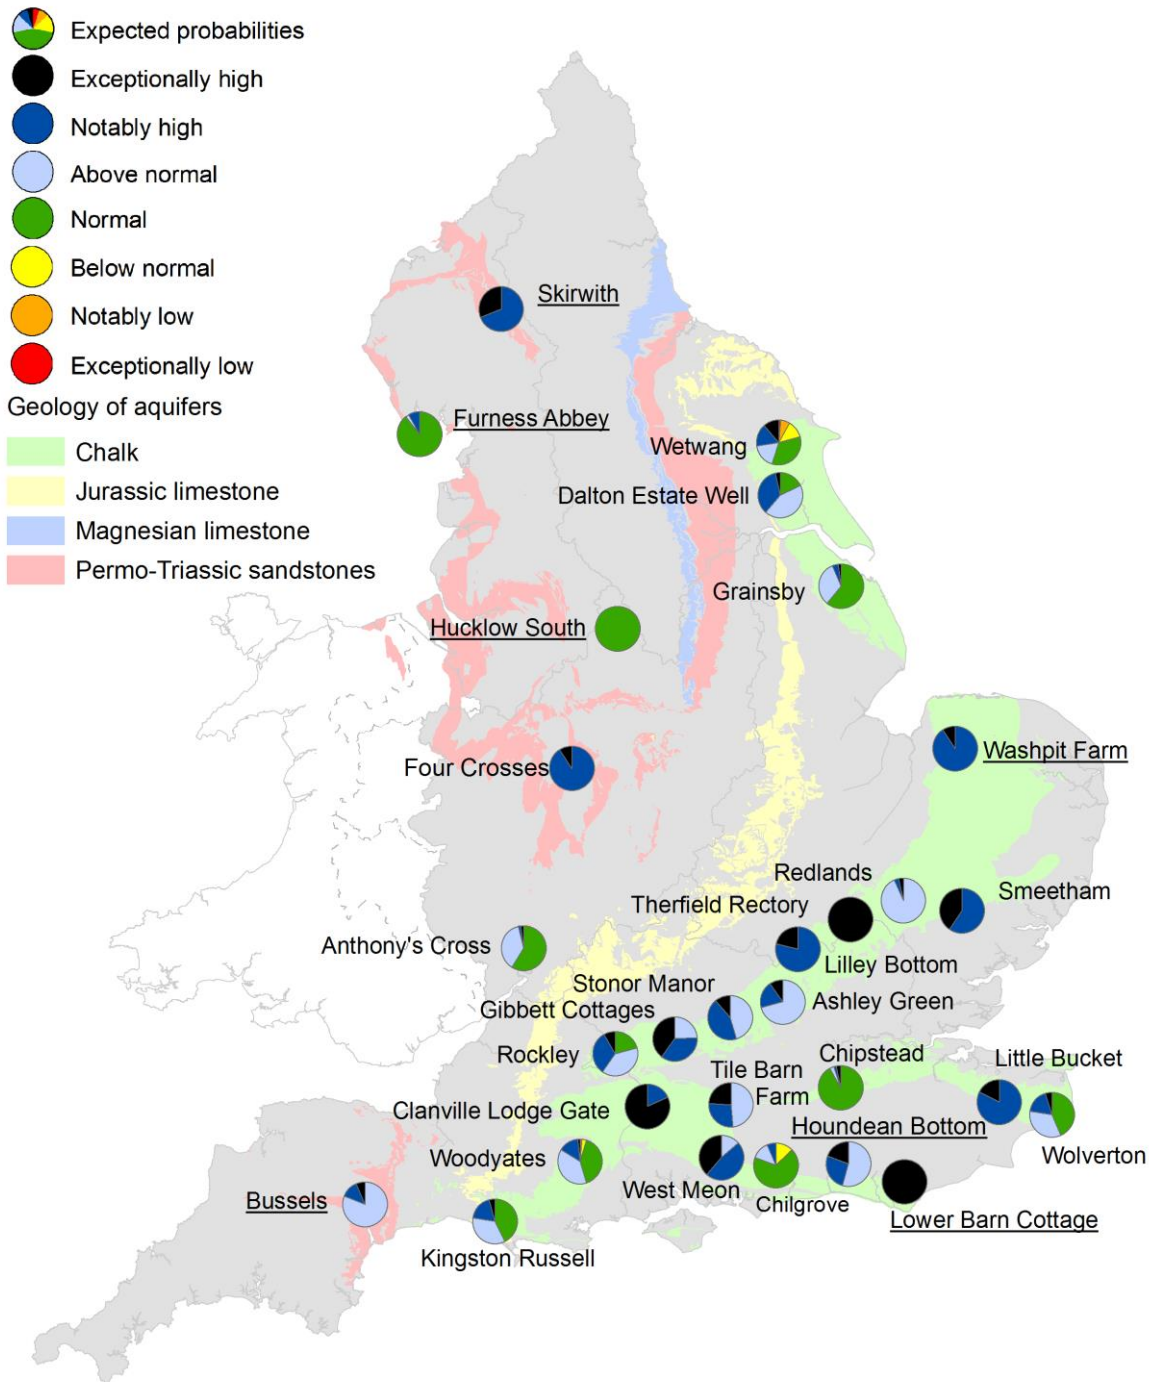 Expected probabilities
Exceptionally high
Notably high
Above normal
Normal
Below normal
Notably low
Exceptionally low
Geology of aquifers
Chalk
Jurassic limestone
Magnesian limestone
Permo-Triassic sandstones
Skirwith
Furness Abbey
Wetwang
Dalton Estate Well
Grainsby
Hucklow South
Washpit Farm
Four Crosses
Redlands
Smeetham
Therfield Rectory
Anthony's Cross
Lilley Bottom
Stonor Manor
Ashley Green
Gibbett Cottages
Rockley
Chipstead
Little Bucket
Tile Barn
Farm
Clanville Lodge Gate
Houndean Bottom
Woodyates
Wolverton
West Meon
Bussels
Chilgrove
Lower Barn Cottage
Kingston Russell